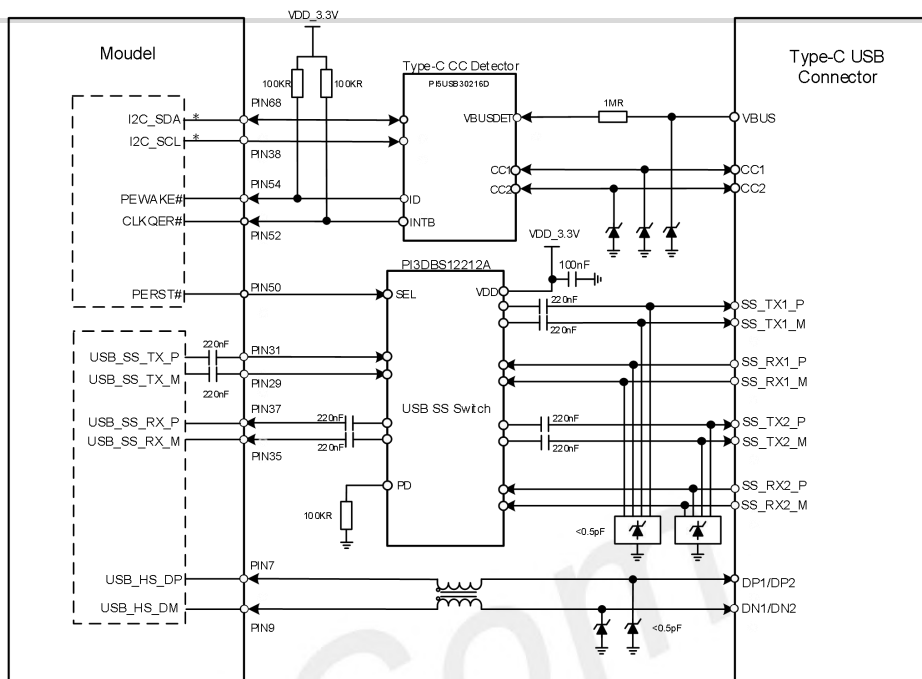 VDD_3.3V
Moudel
Type-C CC Detector
Type-C USB
Connector
100KR
100KR
PI5USB30216D
PIN68
1MR
I2C_SDA
*
VBUSDET
VBUS
I2C_SCL
*
PIN38
PIN54
CC1
CC1
CC2
CC2
PEWAKE#
ID
CLKQER#
INTB
PIN52
VDD_3.3V
PI3DBS12212A
100nF
PERST#
PIN50
SEL
VDD
220nF
SS_TX1_P
SS_TX1_M
220nF
220nF
PIN31
USB_SS_TX_P
SS_RX1_P
USB_SS_TX_M
SS_RX1_M
220nF
PIN29
PIN37
USB SS Switch
220nF
220nF
USB_SS_RX_P
SS_TX2_P
USB_SS_RX_M
SS_TX2_M
220nF
220nF
PIN35
PD
SS_RX2_P
SS_RX2_M
100KR
<0.5pF
PIN7
USB_HS_DP
DP1/DP2
USB_HS_DM
DN1/DN2
PIN9
<0.5pF
Com